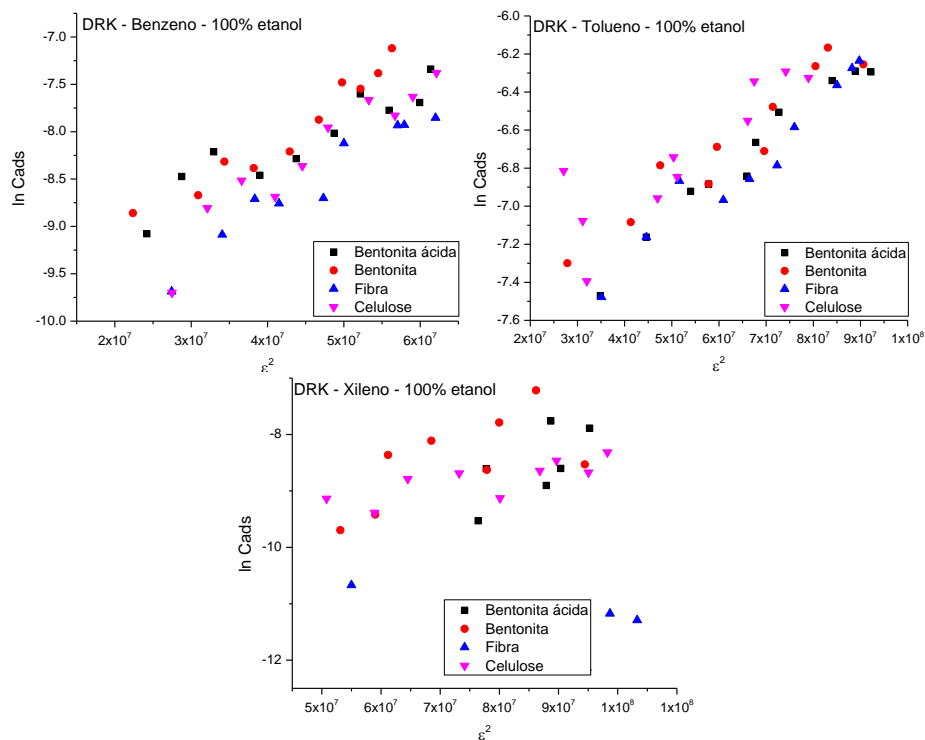 DRK - Benzeno - 100% etanol
-7.0
-7.5
-8.0
-8.5
-9.0
-9.5
-10.0
ln Cads
Bentonita ácida
Bentonita
Fibra
Celulose
2x10⁷ 3x10⁷ 4x10⁷ 5x10⁷ 6x10⁷
ε²
DRK - Tolueno - 100% etanol
-6.0
-6.2
-6.4
-6.6
-6.8
-7.0
-7.2
-7.4
-7.6
ln Cads
Bentonita ácida
Bentonita
Fibra
Celulose
2x10⁷ 3x10⁷ 4x10⁷ 5x10⁷ 6x10⁷ 7x10⁷ 8x10⁷ 9x10⁷ 1x10⁸
ε²
DRK - Xileno - 100% etanol
-8
-10
-12
ln Cads
Bentonita ácida
Bentonita
Fibra
Celulose
5x10⁷ 6x10⁷ 7x10⁷ 8x10⁷ 9x10⁷ 1x10⁸ 1x10⁸
ε²